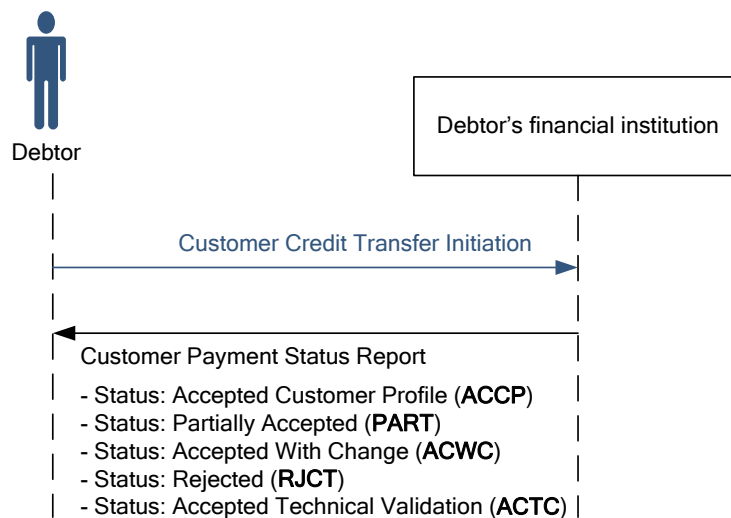 Debtor
Debtor's financial institution
Customer Credit Transfer Initiation
Customer Payment Status Report
- Status: Accepted Customer Profile (ACCP)
- Status: Partially Accepted (PART)
- Status: Accepted With Change (ACWC)
- Status: Rejected (RJCT)
- Status: Accepted Technical Validation (ACTC)